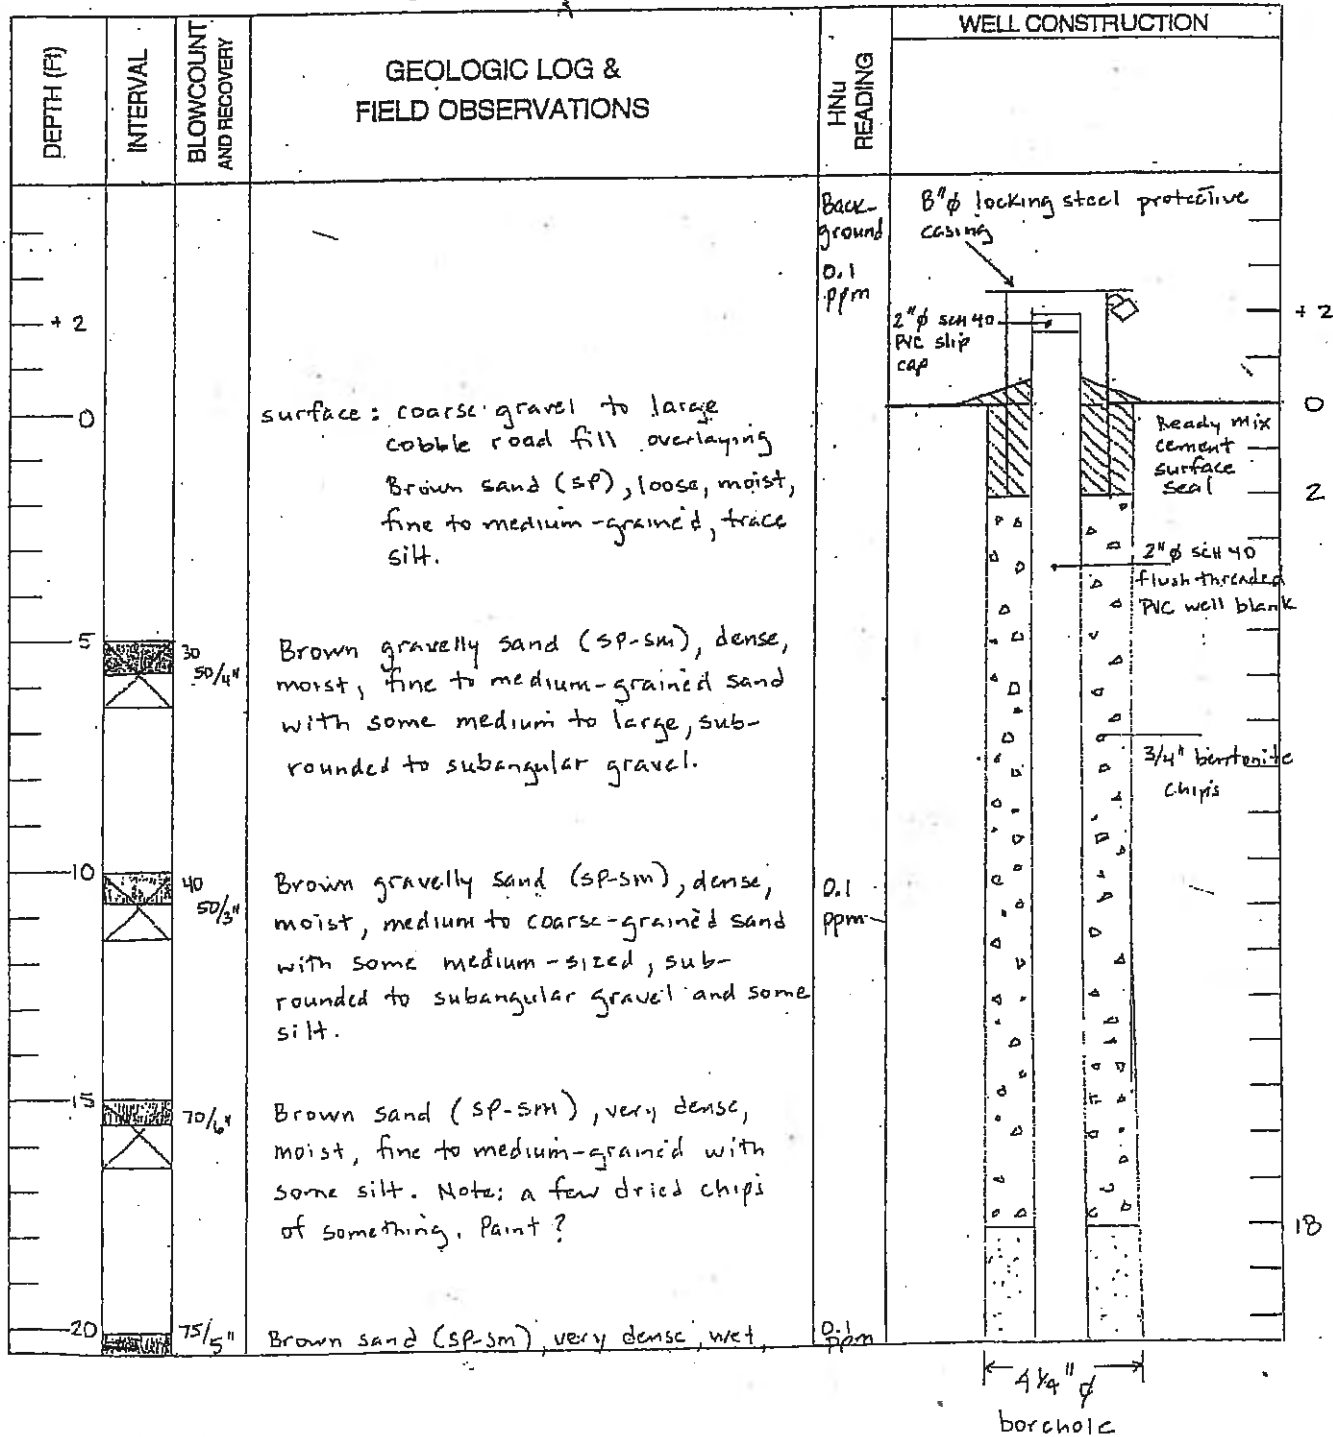 DEPTH (Ft)
INTERVAL
BLOWCOUNT
AND RECOVERY
GEOLOGIC LOG &
FIELD OBSERVATIONS
HNu
READING
WELL CONSTRUCTION
Back-
ground
0.1
ppm
8"ϕ locking steel protective
casing
+ 2
2"ϕ SCH 40
PVC slip
cap
+ 2
0
surface: coarse gravel to large
cobble road fill overlaying
Brown sand (SP), loose, moist,
fine to medium-grained, trace
silt.
0
Ready mix
cement
surface
seal
2
2"ϕ SCH 40
flush threaded
PVC well blank
5
30
50/4"
Brown gravelly sand (SP-SM), dense,
moist, fine to medium-grained sand
with some medium to large, sub-
rounded to subangular gravel.
3/4" bentonite
chips
10
40
50/3"
Brown gravelly sand (SP-SM), dense,
moist, medium to coarse-grained sand
with some medium-sized, sub-
rounded to subangular gravel and some
silt.
0.1
ppm
15
70/6"
Brown sand (SP-SM), very dense,
moist, fine to medium-grained with
some silt. Note: a few dried chips
of something. Paint?
18
20
75/5"
Brown sand (SP-SM), very dense, wet,
0.1
ppm
4 1/4" ϕ
borehole